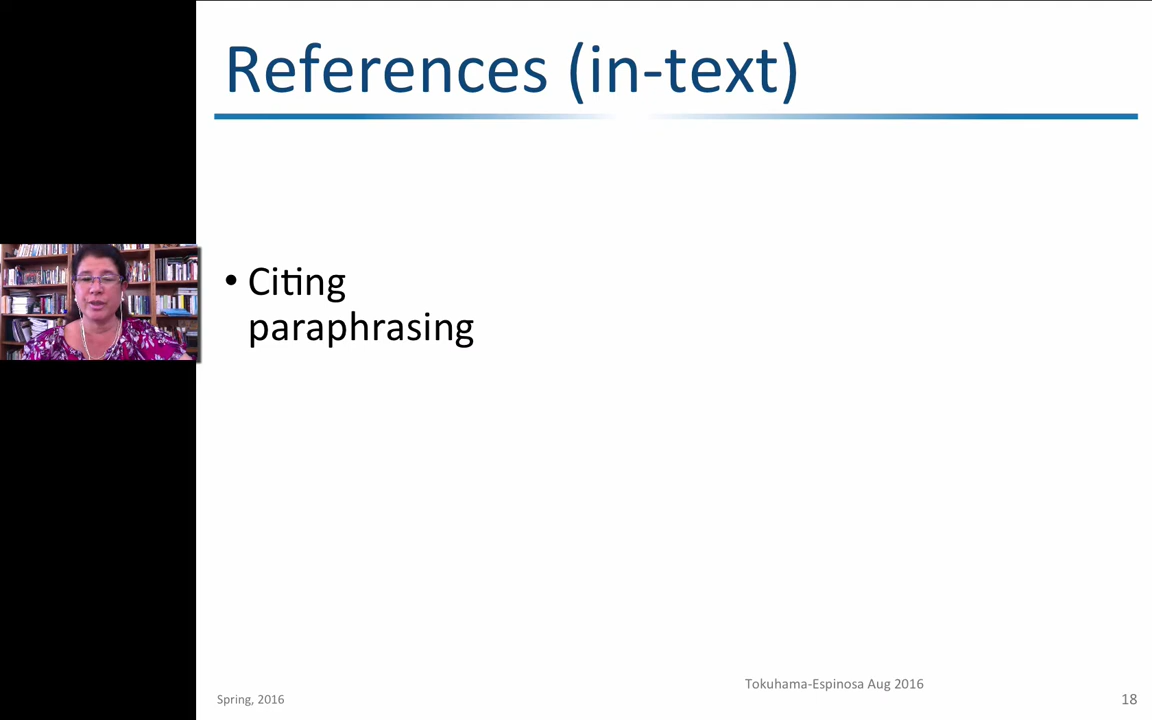 References (in-text)
• Citing
paraphrasing
Tokuhama-Espinosa Aug 2016
Spring, 2016
18